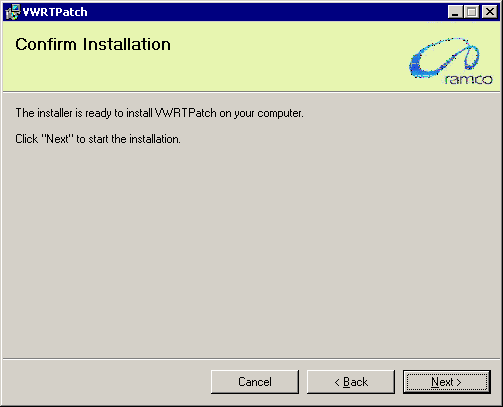 VWRTPatch
Confirm Installation
ramco
The installer is ready to install VWRTPatch on your computer.
Click "Next" to start the installation.
Cancel
< Back
Next >